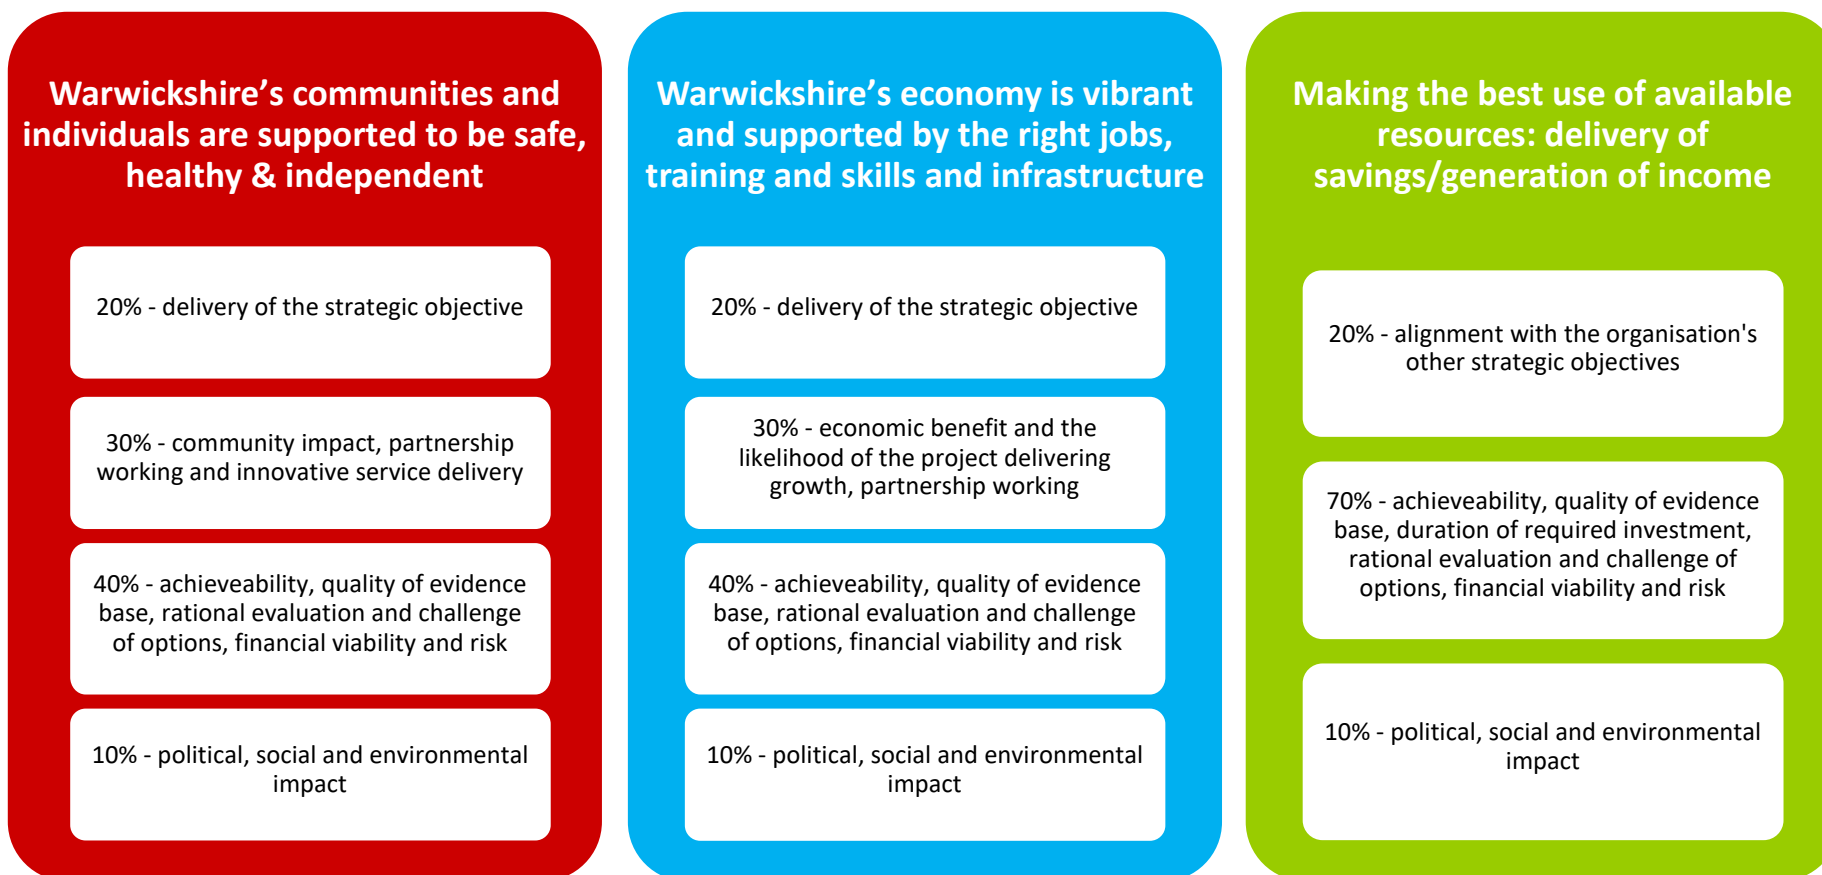 Warwickshire’s communities and
individuals are supported to be safe,
healthy & independent
20% - delivery of the strategic objective
30% - community impact, partnership
working and innovative service delivery
40% - achieveability, quality of evidence
base, rational evaluation and challenge
of options, financial viability and risk
10% - political, social and environmental
impact
Warwickshire’s economy is vibrant
and supported by the right jobs,
training and skills and infrastructure
20% - delivery of the strategic objective
30% - economic benefit and the
likelihood of the project delivering
growth, partnership working
40% - achieveability, quality of evidence
base, rational evaluation and challenge
of options, financial viability and risk
10% - political, social and environmental
impact
Making the best use of available
resources: delivery of
savings/generation of income
20% - alignment with the organisation's
other strategic objectives
70% - achieveability, quality of evidence
base, duration of required investment,
rational evaluation and challenge of
options, financial viability and risk
10% - political, social and environmental
impact